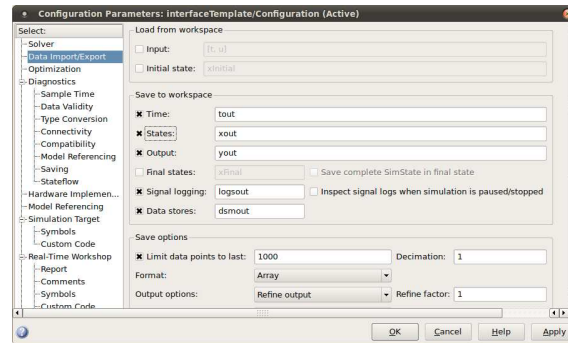 Configuration Parameters: interfaceTemplate/Configuration (Active)
Select:
Solver
Data Import/Export
Optimization
Diagnostics
Sample Time
Data Validity
Type Conversion
Connectivity
Compatibility
Model Referencing
Saving
Stateflow
Hardware Implemen...
Model Referencing
Simulation Target
Symbols
Custom Code
Real-Time Workshop
Report
Comments
Symbols
Custom Code
Load from workspace
Input: [t, u]
Initial state: xInitial
Save to workspace
Time: tout
States: xout
Output: yout
Final states: xFinal Save complete SimState in final state
Signal logging: logsout Inspect signal logs when simulation is paused/stopped
Data stores: dsmout
Save options
Limit data points to last: 1000 Decimation: 1
Format: Array
Output options: Refine output Refine factor: 1
OK Cancel Help Apply